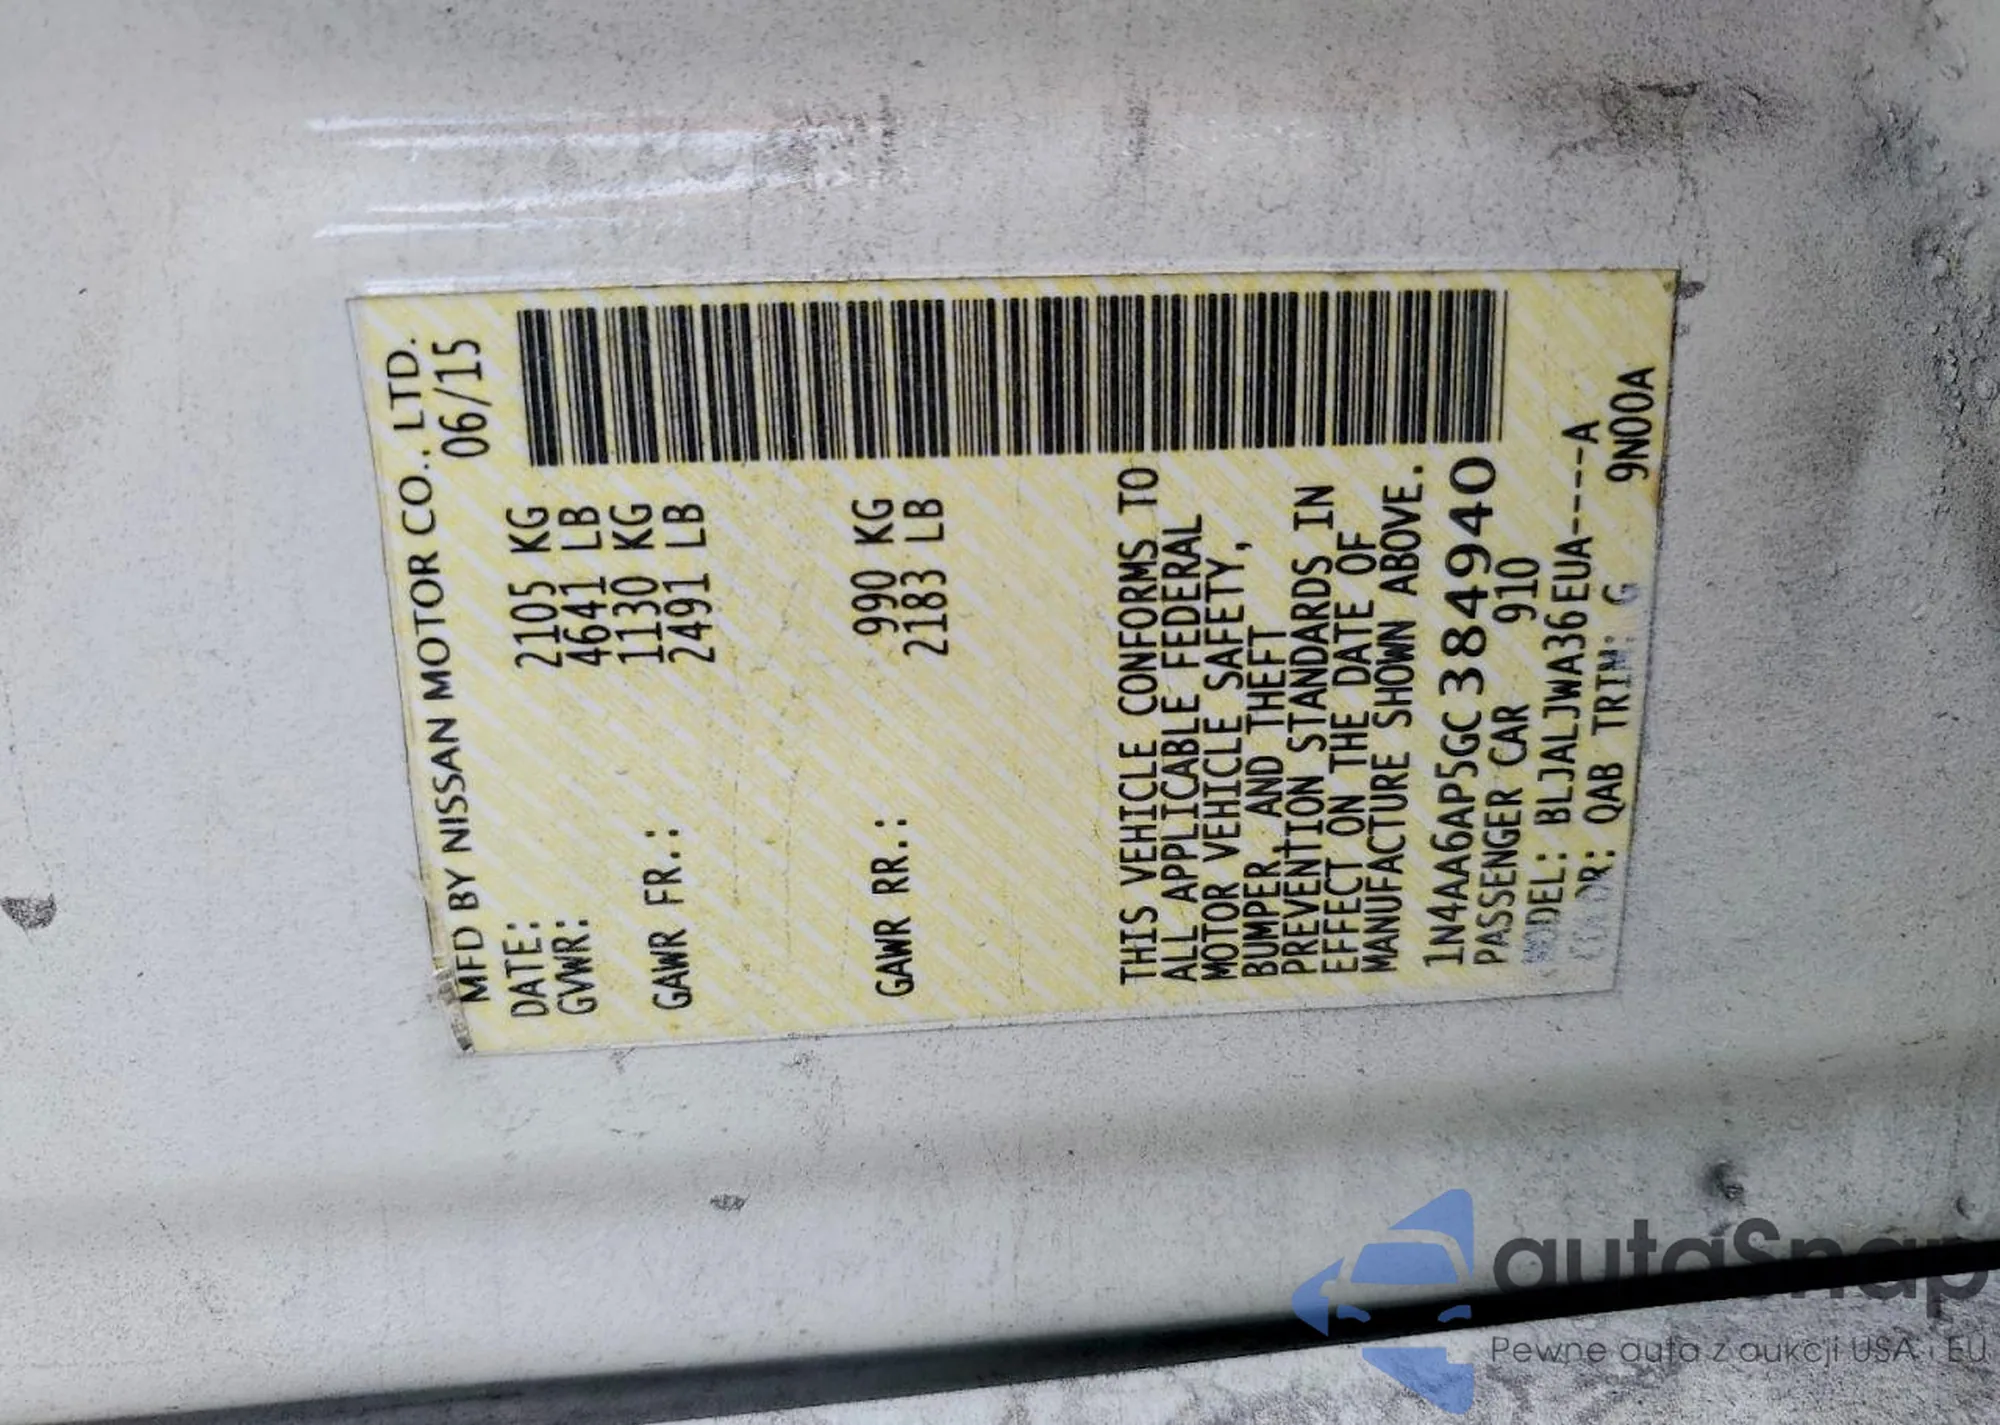 MFD BY NISSAN MOTOR CO., LTD.
DATE: 06/15
GVWR: 2105 KG
4641 LB
GAWR FR.: 1130 KG
2491 LB
GAWR RR.: 990 KG
2183 LB
THIS VEHICLE CONFORMS TO
ALL APPLICABLE FEDERAL
MOTOR VEHICLE SAFETY,
BUMPER, AND THEFT
PREVENTION STANDARDS IN
EFFECT ON THE DATE OF
MANUFACTURE SHOWN ABOVE.
1N4AA6AP5GC384940
PASSENGER CAR 910
MODEL: BLJALJWA36EUA----A
COLOR: QAB TRIM: G 9N00A
autaSnap
Pewne auta z aukcji USA i EU